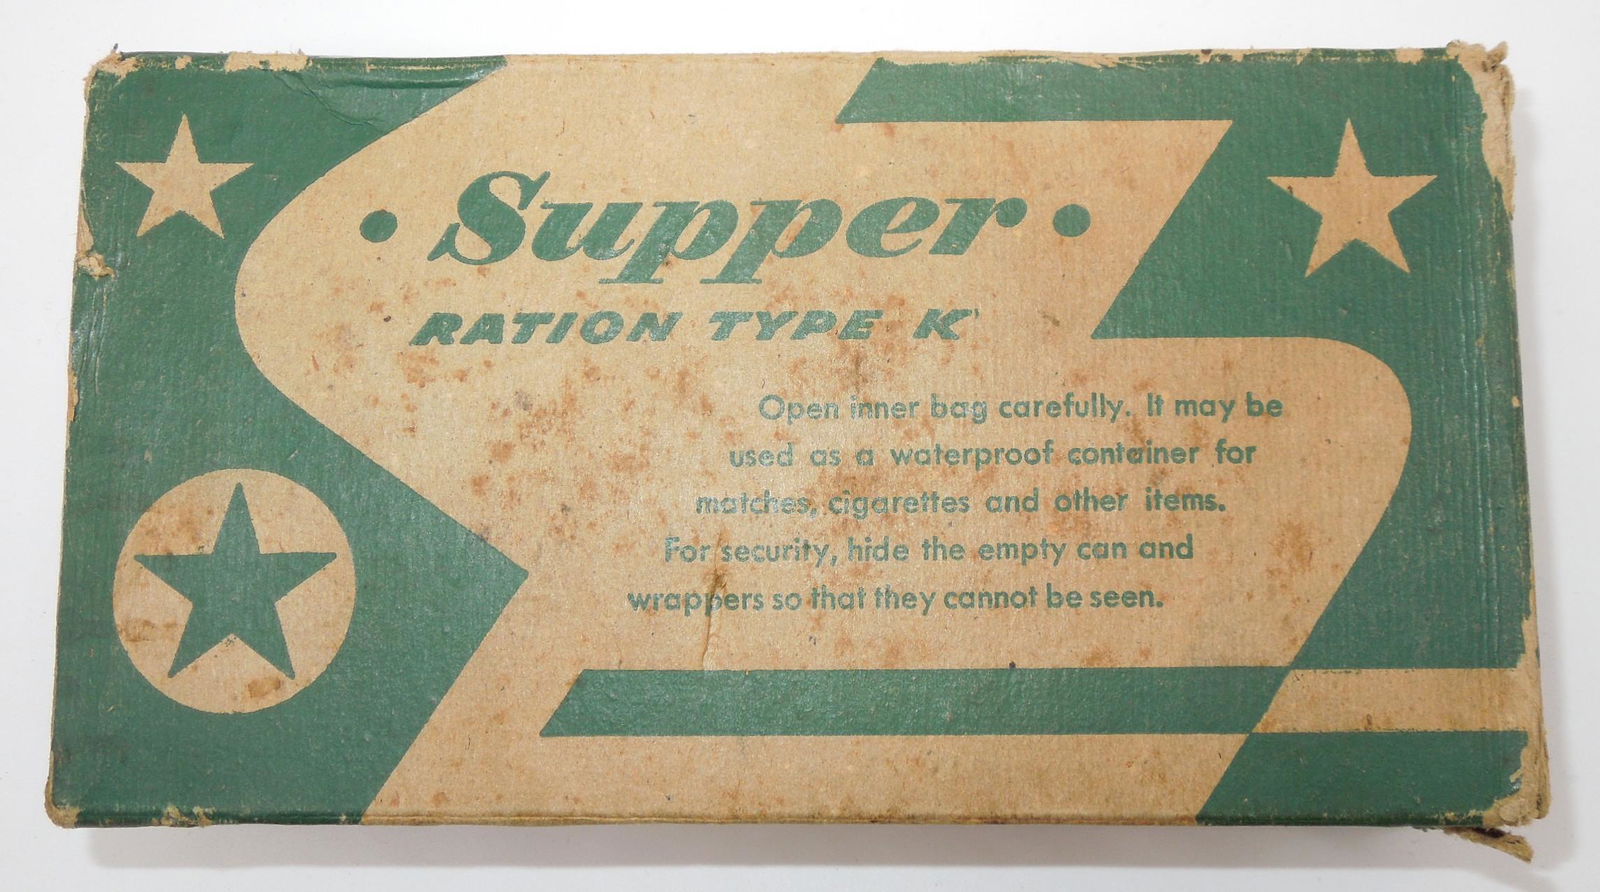 • Supper •
RATION TYPE K
Open inner bag carefully. It may be
used as a waterproof container for
matches, cigarettes and other items.
For security, hide the empty can and
wrappers so that they cannot be seen.